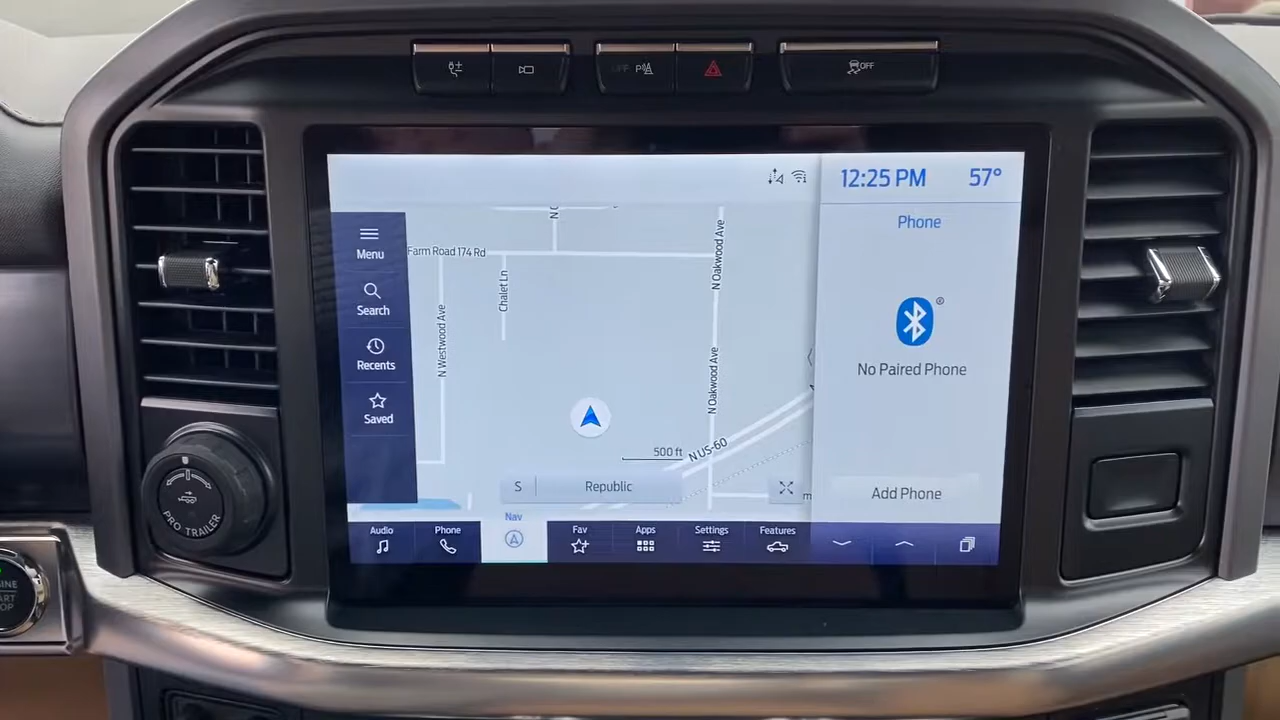 OFF P
OFF
12:25 PM 57°
Phone
Menu
Search
Recents
Saved
Farm Road 174 Rd
N O
Chalet Ln
N Westwood Ave
N Oakwood Ave
N Oakwood Ave
N US-60
500 ft
S Republic
No Paired Phone
Add Phone
Audio
Phone
Nav
Fav
Apps
Settings
Features
PRO TRAILER